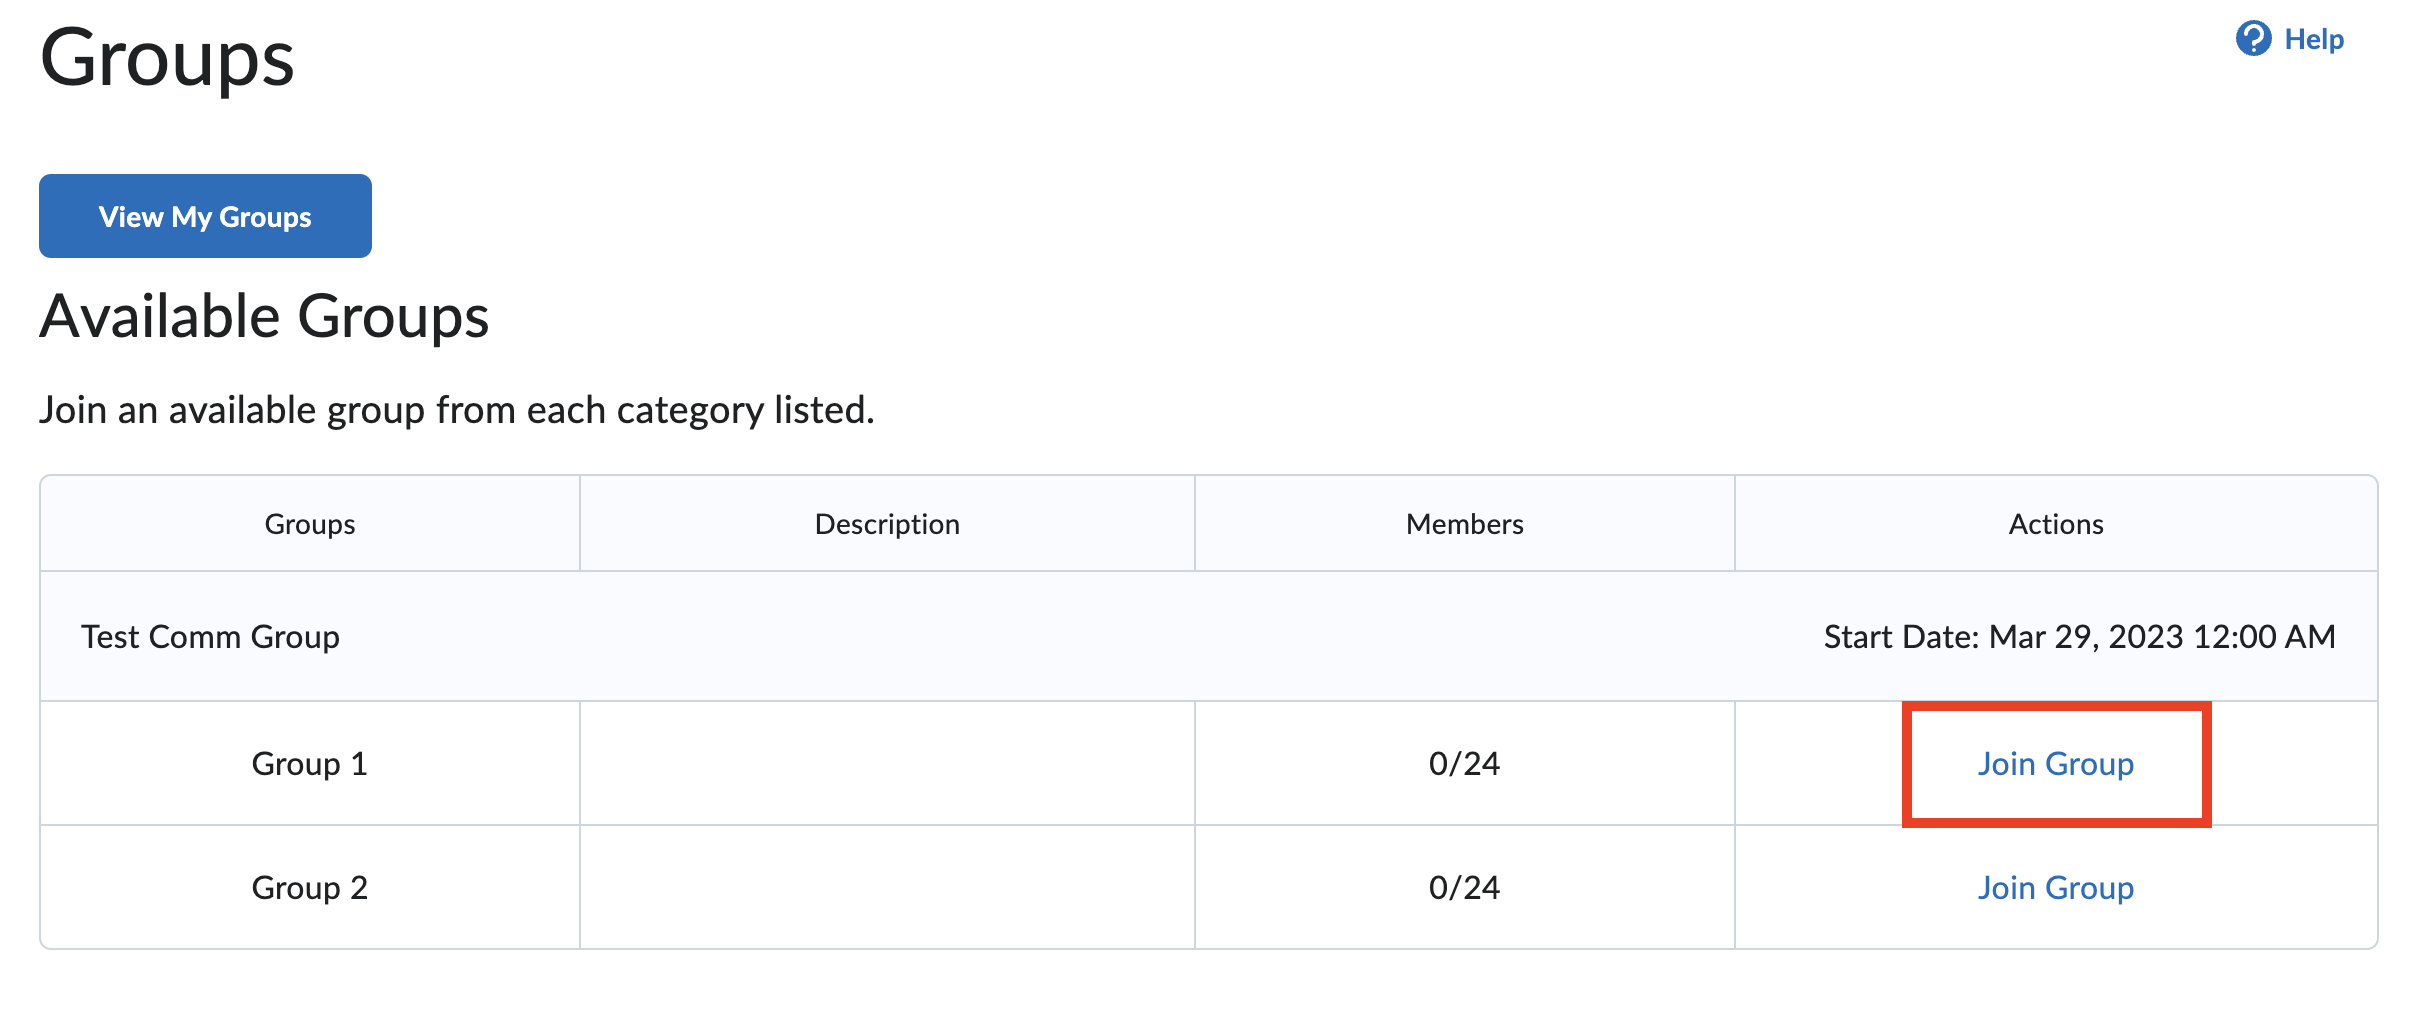 Groups
Help
View My Groups
Available Groups
Join an available group from each category listed.
Groups Description Members Actions
Test Comm Group Start Date: Mar 29, 2023 12:00 AM
Group 1 0/24 Join Group
Group 2 0/24 Join Group